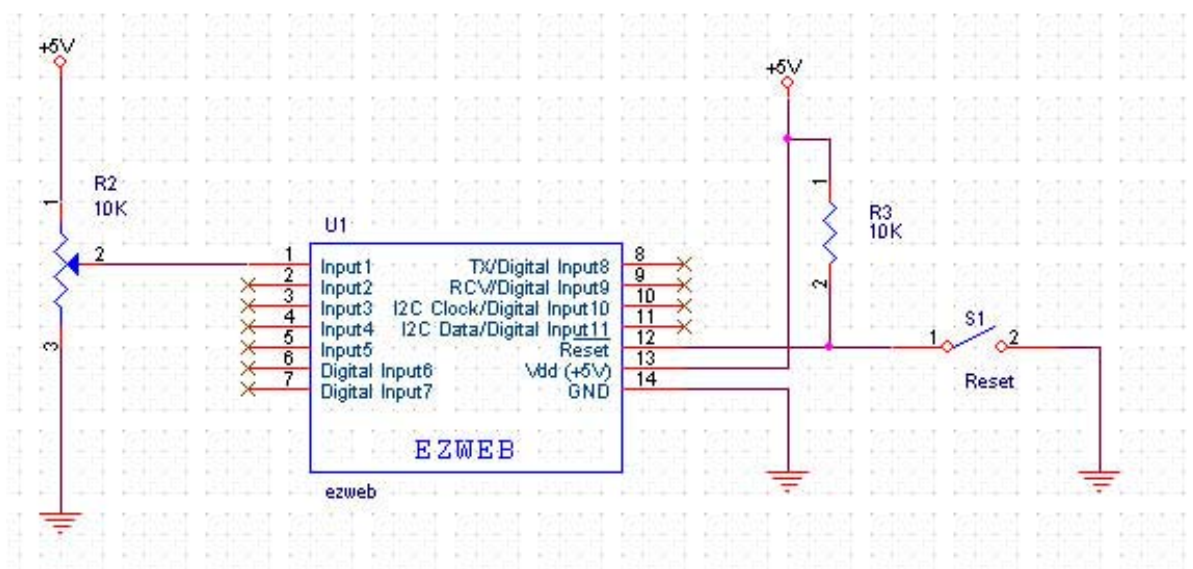 +5V
+5V
R2
10K
1
2
3
R3
10K
1
2
U1
1 Input1
2 Input2
3 Input3
4 Input4
5 Input5
6 Digital Input6
7 Digital Input7
TX/Digital Input8 8
RCV/Digital Input9 9
I2C Clock/Digital Input10 10
I2C Data/Digital Input11 11
Reset 12
Vdd (+5V) 13
GND 14
EZWEB
ezweb
S1
1 2
Reset